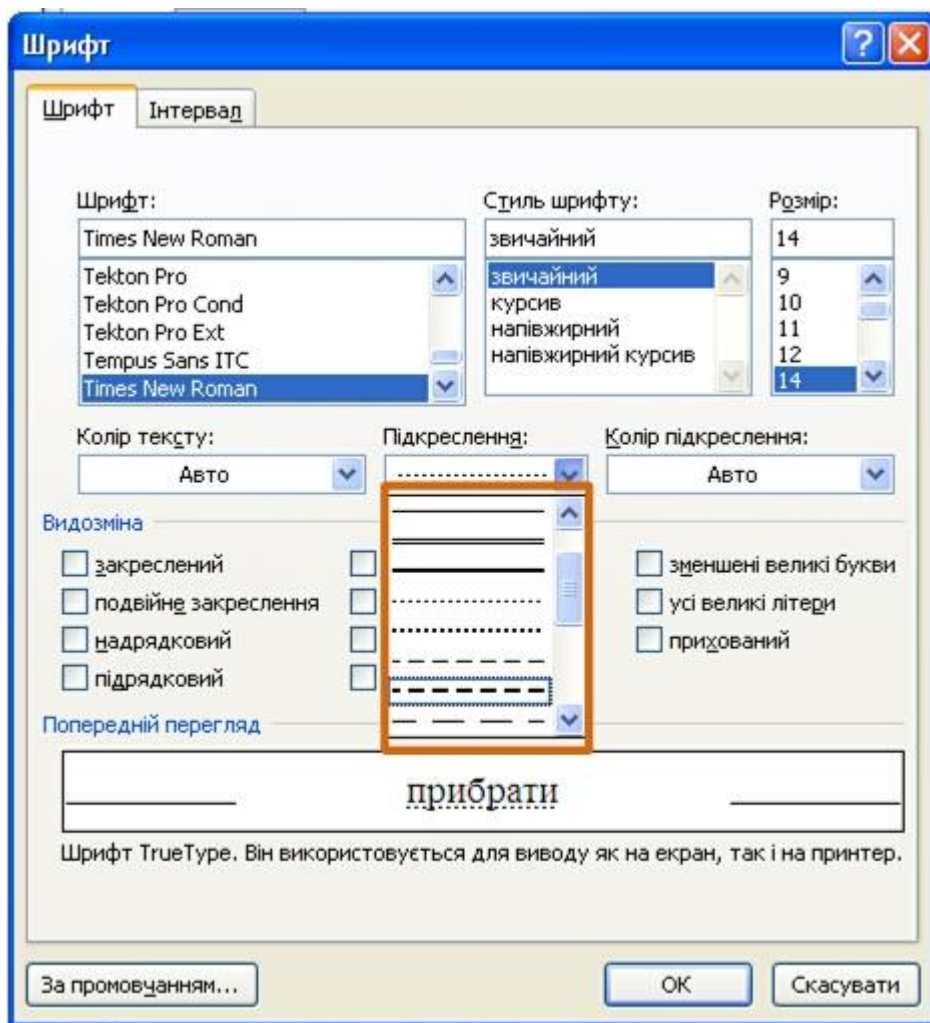 Шрифт
Шрифт Інтервал
Шрифт: Стиль шрифту: Розмір:
Times New Roman звичайний 14
Tekton Pro звичайний 9
Tekton Pro Cond курсив 10
Tekton Pro Ext напівжирний 11
Tempus Sans ITC напівжирний курсив 12
Times New Roman 14
Колір тексту: Підкреслення: Колір підкреслення:
Авто Авто
Видозміна
закреслений зменшені великі букви
подвійне закреслення усі великі літери
надрядковий прихований
підрядковий
Попередній перегляд
прибрати
Шрифт TrueType. Він використовується для виводу як на екран, так і на принтер.
За промовчанням... OK Скасувати